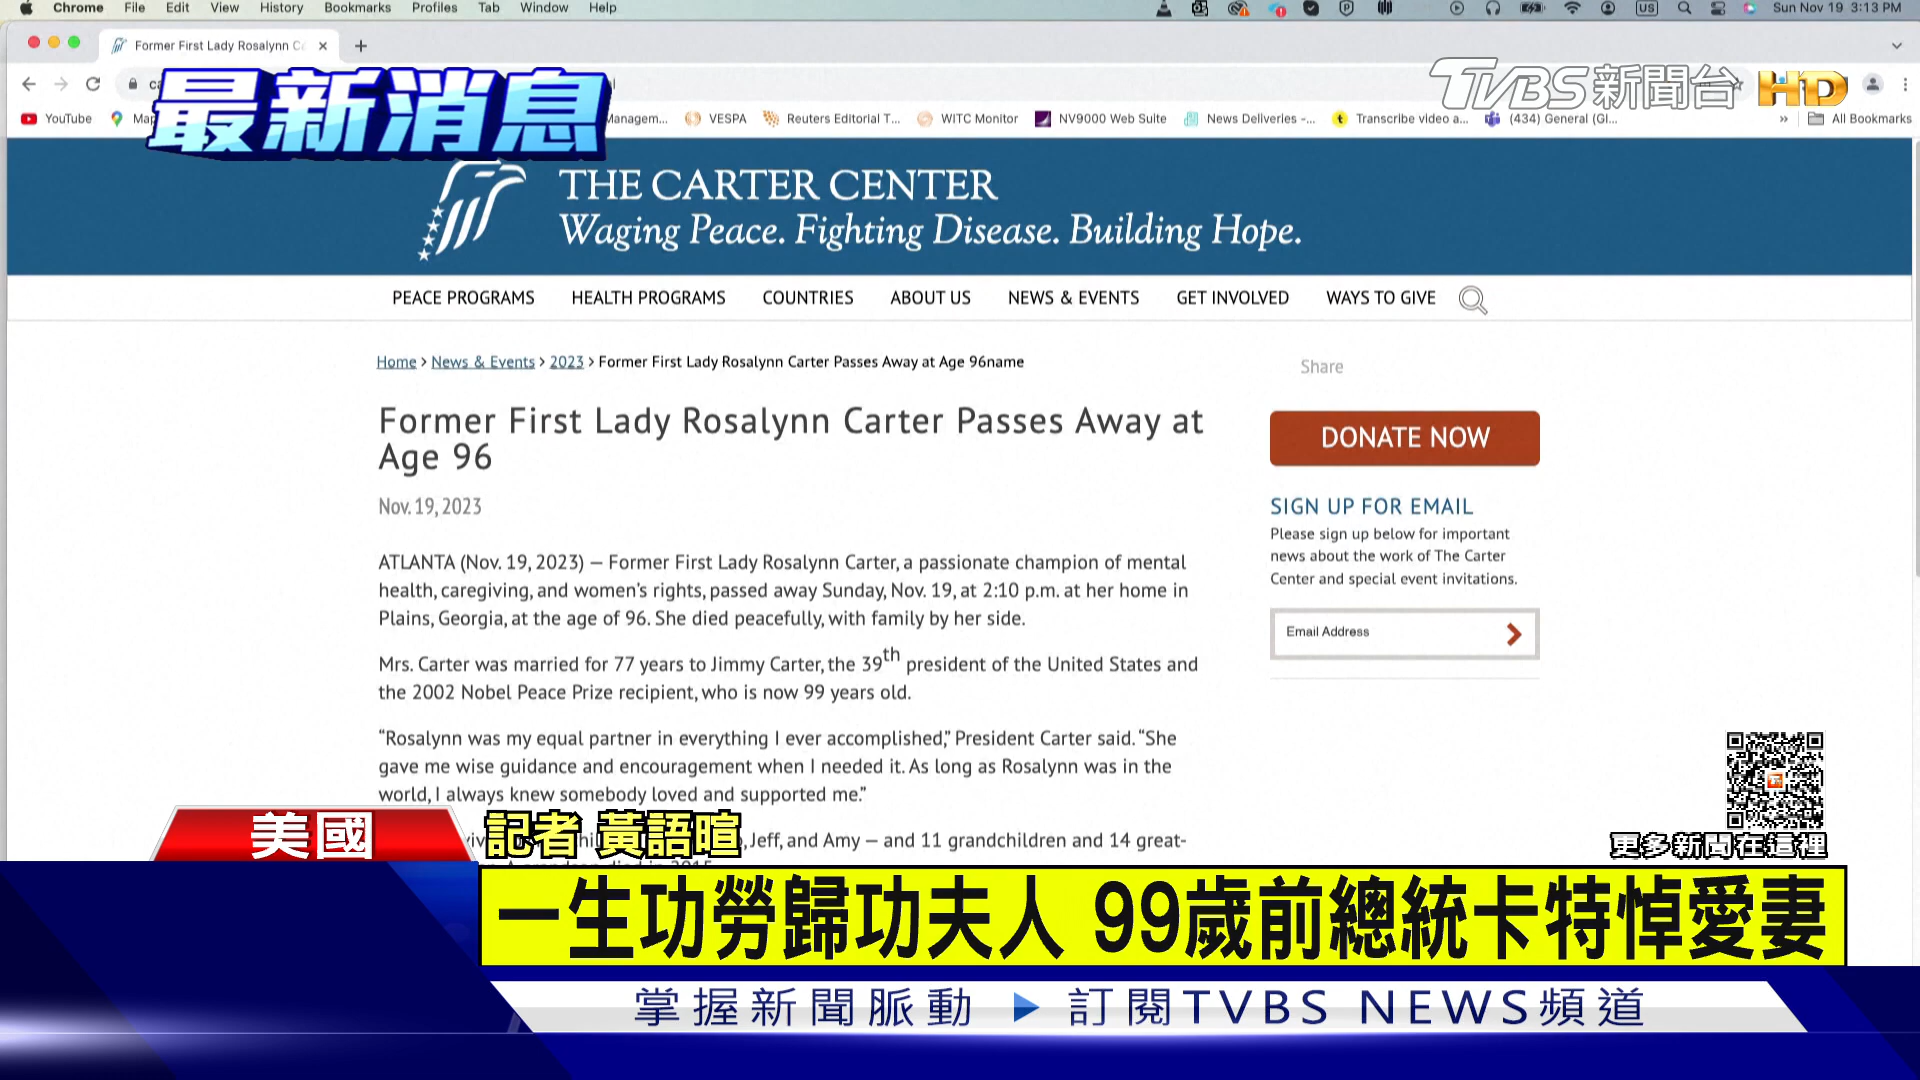 Chrome File Edit View History Bookmarks Profiles Tab Window Help
US
Sun Nov 19 3:13 PM
Former First Lady Rosalynn C
最新消息
TVBS新聞台 HD
YouTube
VESPA
Reuters Editorial T...
WITC Monitor
NV9000 Web Suite
News Deliveries -...
Transcribe video a...
(434) General (Gl...
» All Bookmarks
THE CARTER CENTER
Waging Peace. Fighting Disease. Building Hope.
PEACE PROGRAMS HEALTH PROGRAMS COUNTRIES ABOUT US NEWS & EVENTS GET INVOLVED WAYS TO GIVE
Home > News & Events > 2023 > Former First Lady Rosalynn Carter Passes Away at Age 96name
Share
Former First Lady Rosalynn Carter Passes Away at
Age 96
Nov. 19, 2023
DONATE NOW
SIGN UP FOR EMAIL
Please sign up below for important
news about the work of The Carter
Center and special event invitations.
Email Address
ATLANTA (Nov. 19, 2023) — Former First Lady Rosalynn Carter, a passionate champion of mental
health, caregiving, and women's rights, passed away Sunday, Nov. 19, at 2:10 p.m. at her home in
Plains, Georgia, at the age of 96. She died peacefully, with family by her side.
Mrs. Carter was married for 77 years to Jimmy Carter, the 39th president of the United States and
the 2002 Nobel Peace Prize recipient, who is now 99 years old.
“Rosalynn was my equal partner in everything I ever accomplished,” President Carter said. “She
gave me wise guidance and encouragement when I needed it. As long as Rosalynn was in the
world, I always knew somebody loved and supported me.”
Jeff, and Amy — and 11 grandchildren and 14 great-
更多新聞在這裡
美國
記者 黃語暄
一生功勞歸功夫人 99歲前總統卡特悼愛妻
掌握新聞脈動 ▶ 訂閱TVBS NEWS頻道